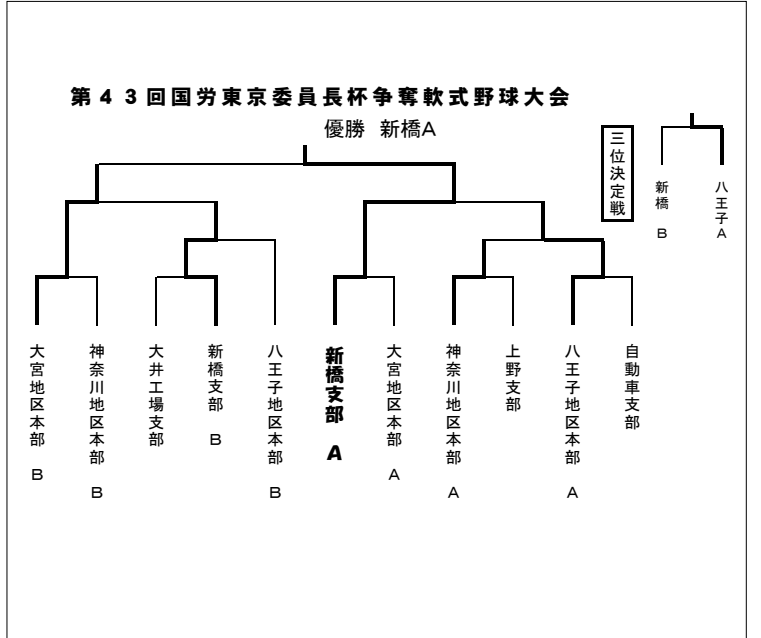 第４３回国労東京委員長杯争奪軟式野球大会
優勝 新橋A
三位決定戦
新橋 B
八王子A
大宮地区本部 B
神奈川地区本部 B
大井工場支部
新橋支部 B
八王子地区本部 B
新橋支部 A
大宮地区本部 A
神奈川地区本部 A
上野支部
八王子地区本部 A
自動車支部